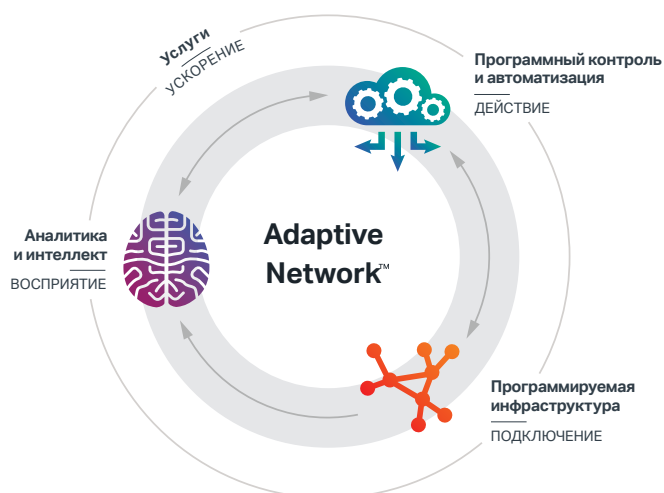 Услуги
УСКОРЕНИЕ
Программный контроль
и автоматизация
ДЕЙСТВИЕ
Аналитика
и интеллект
ВОСПРИЯТИЕ
Adaptive
Network™
Программируемая
инфраструктура
ПОДКЛЮЧЕНИЕ